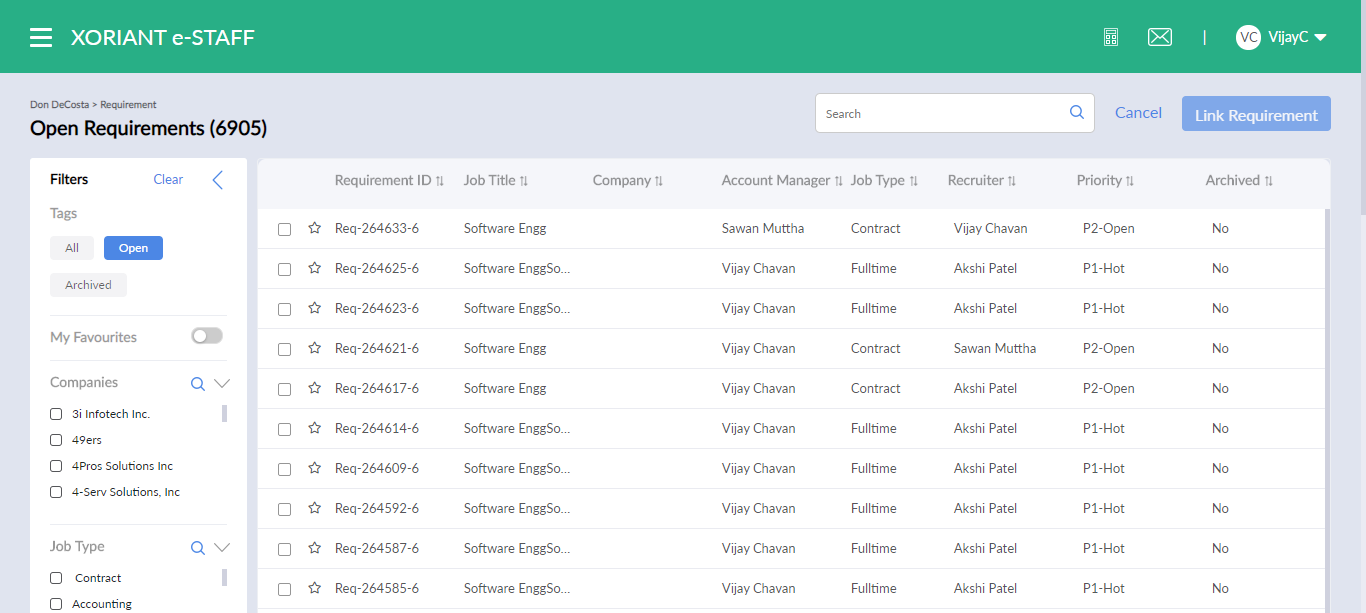 XORIANT e-STAFF
|
VC VijayC
Don DeCosta > Requirement
Open Requirements (6905)
Search
Cancel
Link Requirement
Filters Clear
Tags
All Open
Archived
My Favourites
Companies
3i Infotech Inc.
49ers
4Pros Solutions Inc
4-Serv Solutions, Inc
Job Type
Contract
Accounting
Requirement ID Job Title Company Account Manager Job Type Recruiter Priority Archived
Req-264633-6 Software Engg Sawan Muttha Contract Vijay Chavan P2-Open No
Req-264625-6 Software EnggSo... Vijay Chavan Fulltime Akshi Patel P1-Hot No
Req-264623-6 Software EnggSo... Vijay Chavan Fulltime Akshi Patel P1-Hot No
Req-264621-6 Software Engg Vijay Chavan Contract Sawan Muttha P2-Open No
Req-264617-6 Software Engg Vijay Chavan Contract Akshi Patel P2-Open No
Req-264614-6 Software EnggSo... Vijay Chavan Fulltime Akshi Patel P1-Hot No
Req-264609-6 Software EnggSo... Vijay Chavan Fulltime Akshi Patel P1-Hot No
Req-264592-6 Software EnggSo... Vijay Chavan Fulltime Akshi Patel P1-Hot No
Req-264587-6 Software EnggSo... Vijay Chavan Fulltime Akshi Patel P1-Hot No
Req-264585-6 Software EnggSo... Vijay Chavan Fulltime Akshi Patel P1-Hot No